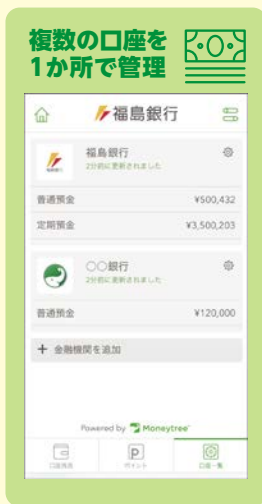 複数の口座を
1か所で管理
福島銀行
福島銀行
2分前に更新されました
普通預金 ¥500,432
定期預金 ¥3,500,203
〇〇銀行
2分前に更新されました
普通預金 ¥120,000
+ 金融機関を追加
Powered by Moneytree
口座残高 ポイント 口座一覧